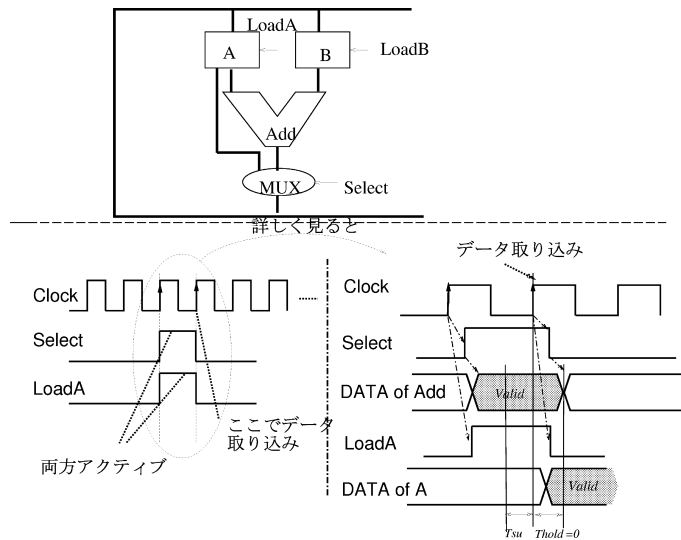 LoadA
A
B
LoadB
Add
MUX
Select
詳しく見ると
データ取り込み
Clock
Select
LoadA
ここでデータ
取り込み
両方アクティブ
Clock
Select
DATA of Add
Valid
LoadA
DATA of A
Valid
Tsu
Thold=0